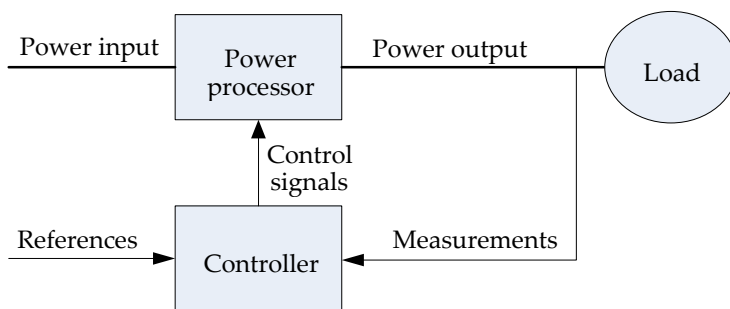 Power input
Power
processor
Power output
Load
Control
signals
References
Controller
Measurements